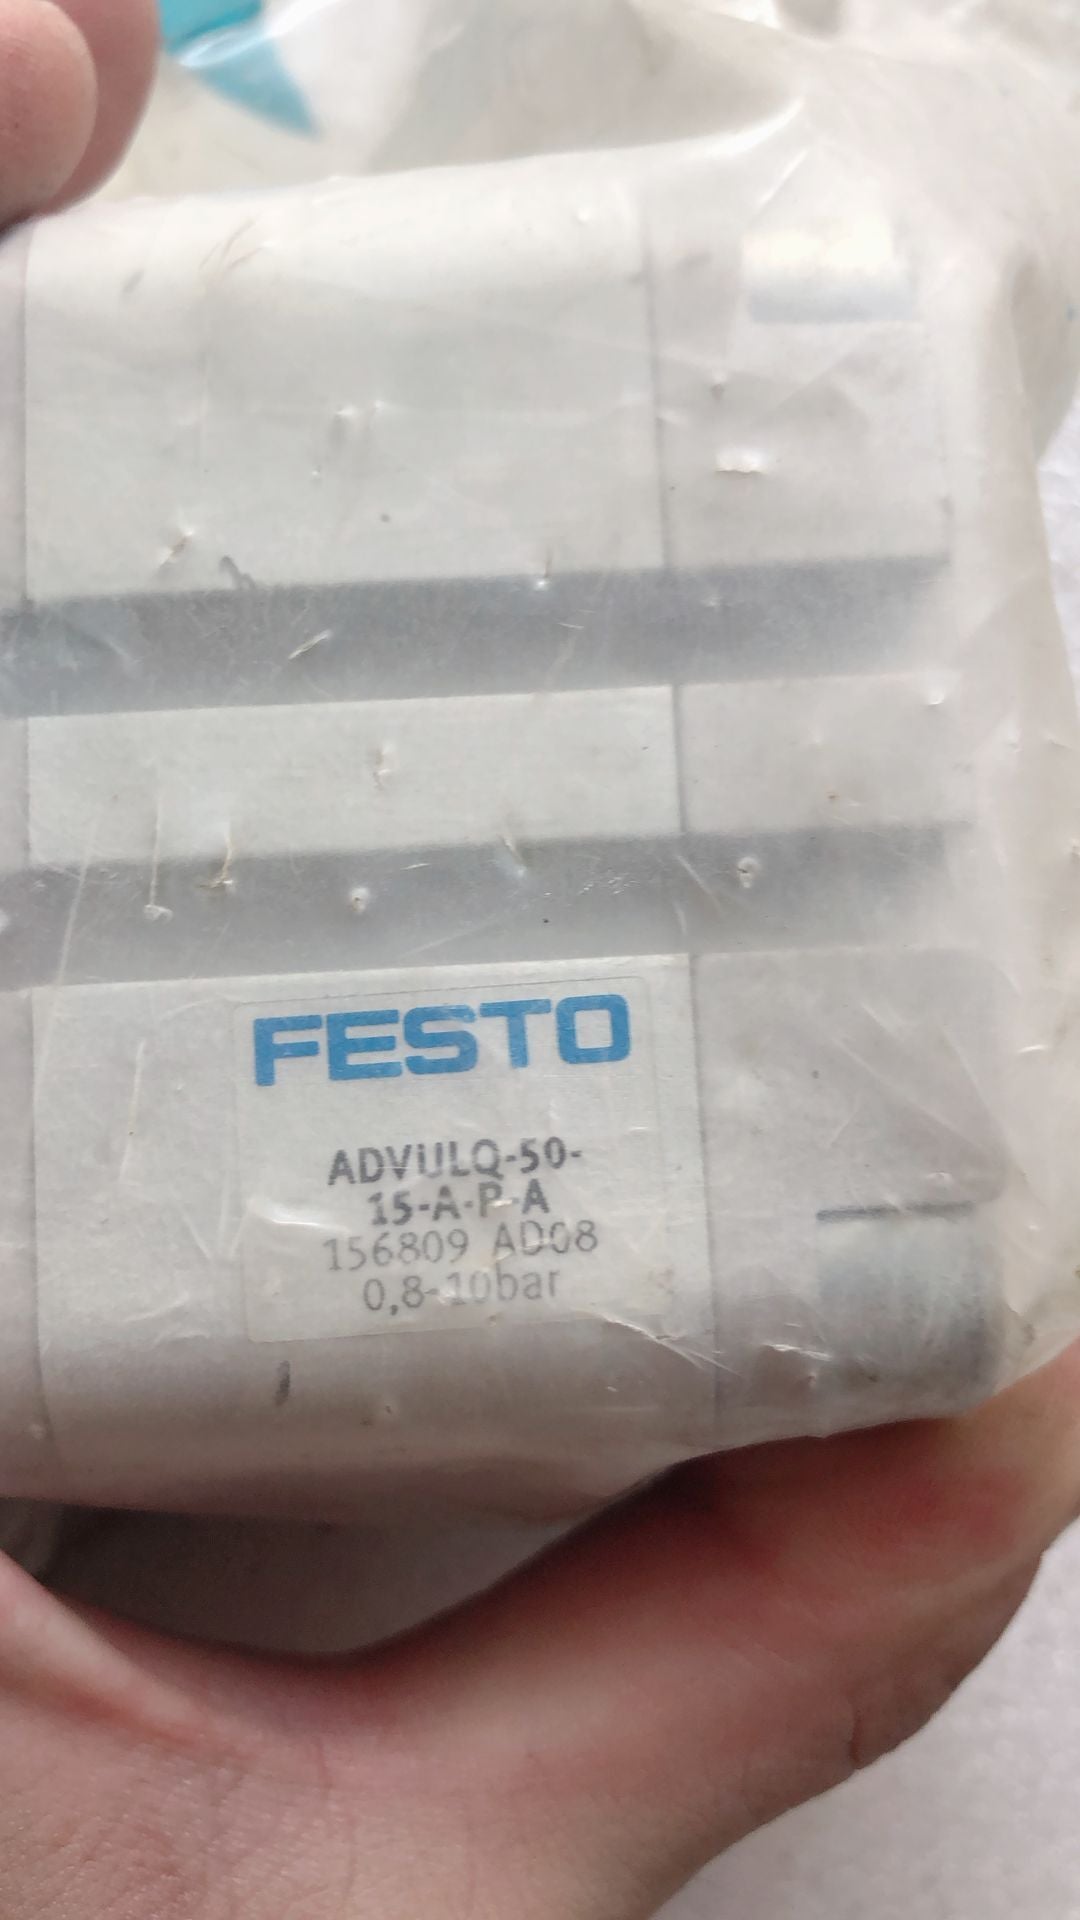 FESTO
ADVULQ-50-
15-A-P-A
156809 AD08
0,8-10bar